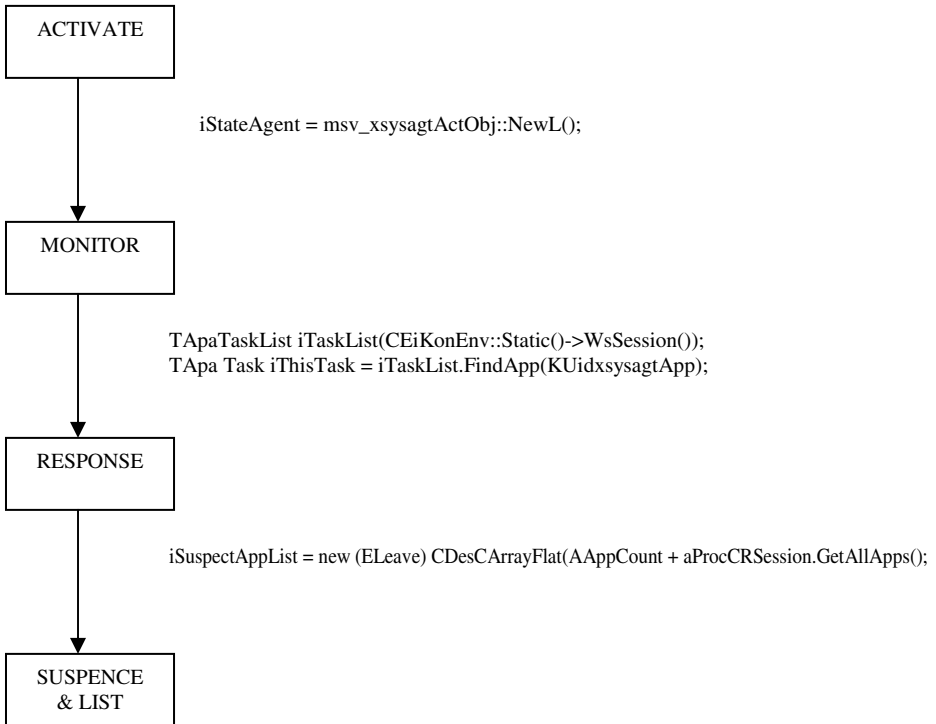 ACTIVATE
iStateAgent = msv_xsysagtActObj::NewL();
MONITOR
TApaTaskList iTaskList(CEiKonEnv::Static()->WsSession());
TApa Task iThisTask = iTaskList.FindApp(KUidxsysagtApp);
RESPONSE
iSuspectAppList = new (ELeave) CDesCArrayFlat(AAppCount + aProcCRSession.GetAllApps();
SUSPENCE
& LIST